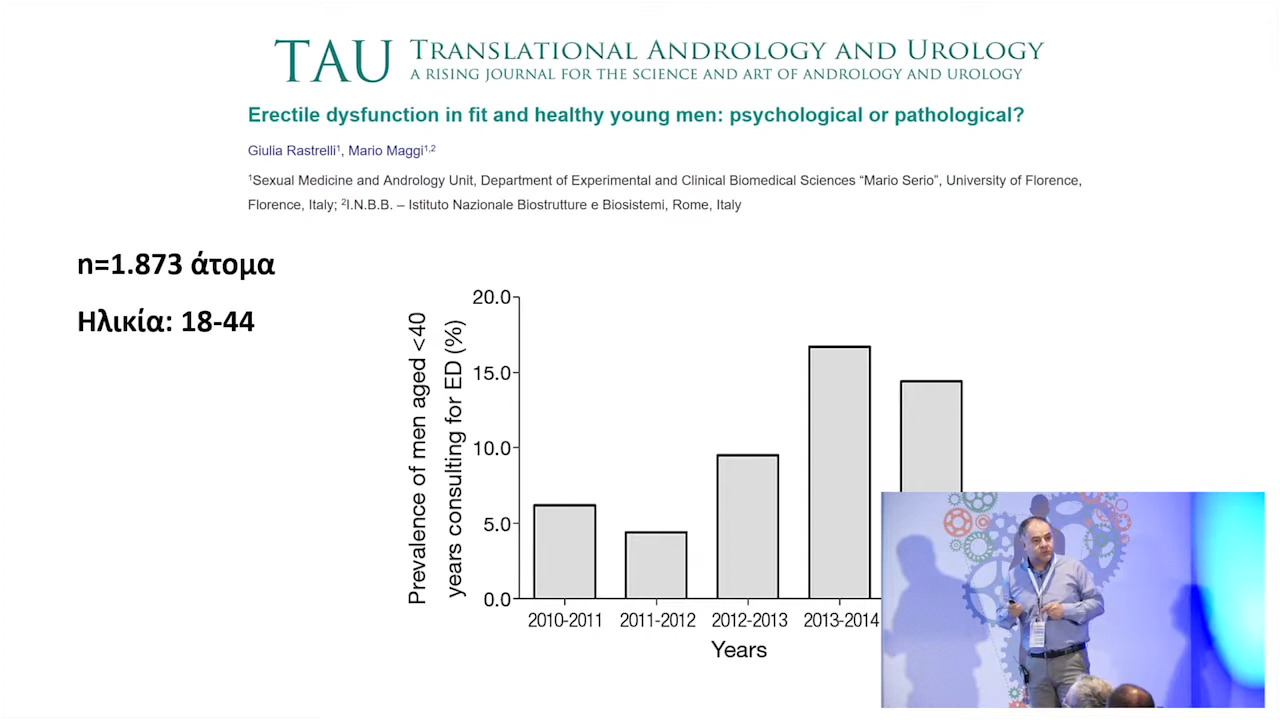 TAU TRANSLATIONAL ANDROLOGY AND UROLOGY
A RISING JOURNAL FOR THE SCIENCE AND ART OF ANDROLOGY AND UROLOGY
Erectile dysfunction in fit and healthy young men: psychological or pathological?
Giulia Rastrelli¹, Mario Maggi¹,²
¹Sexual Medicine and Andrology Unit, Department of Experimental and Clinical Biomedical Sciences “Mario Serio”, University of Florence,
Florence, Italy; ²I.N.B.B. – Istituto Nazionale Biostrutture e Biosistemi, Rome, Italy
n=1.873 άτομα
Ηλικία: 18-44
Prevalence of men aged <40
years consulting for ED (%)
20.0
15.0
10.0
5.0
0.0
2010-2011 2011-2012 2012-2013 2013-2014
Years